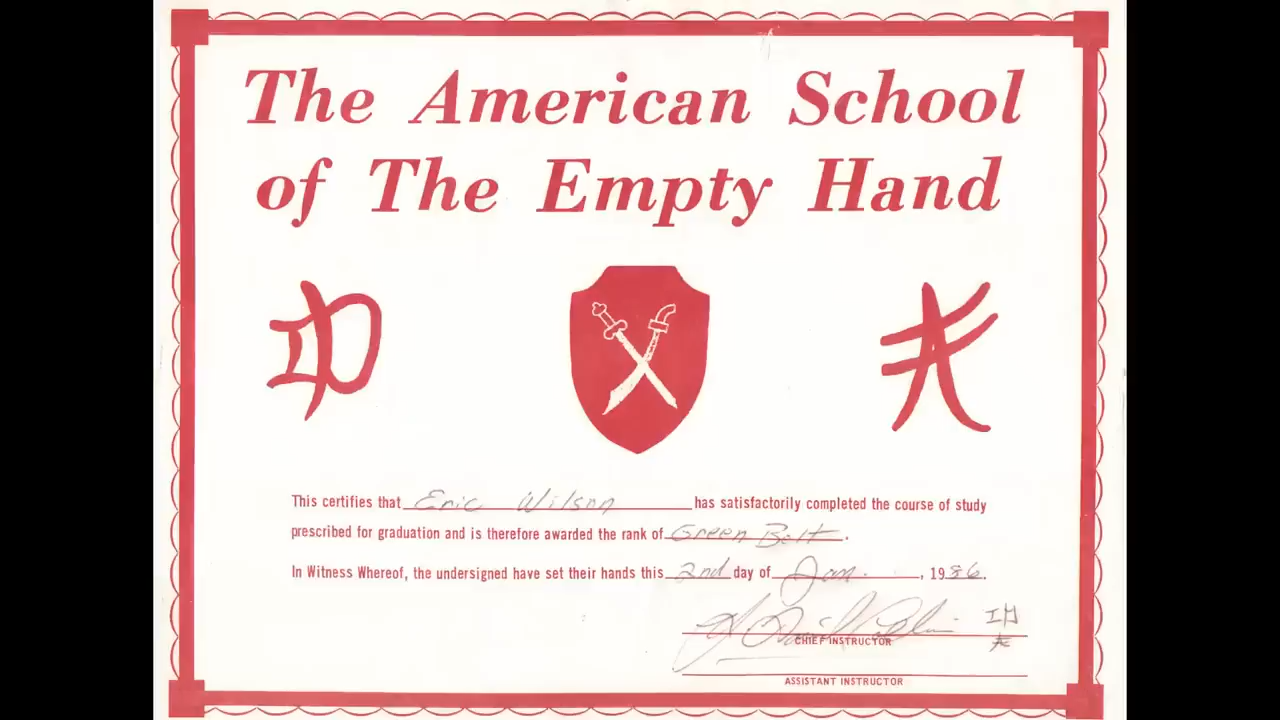 The American School
of The Empty Hand
This certifies that Eric Wilson has satisfactorily completed the course of study
prescribed for graduation and is therefore awarded the rank of Green Belt.
In Witness Whereof, the undersigned have set their hands this 2nd day of Jan., 1986.
CHIEF INSTRUCTOR
ASSISTANT INSTRUCTOR